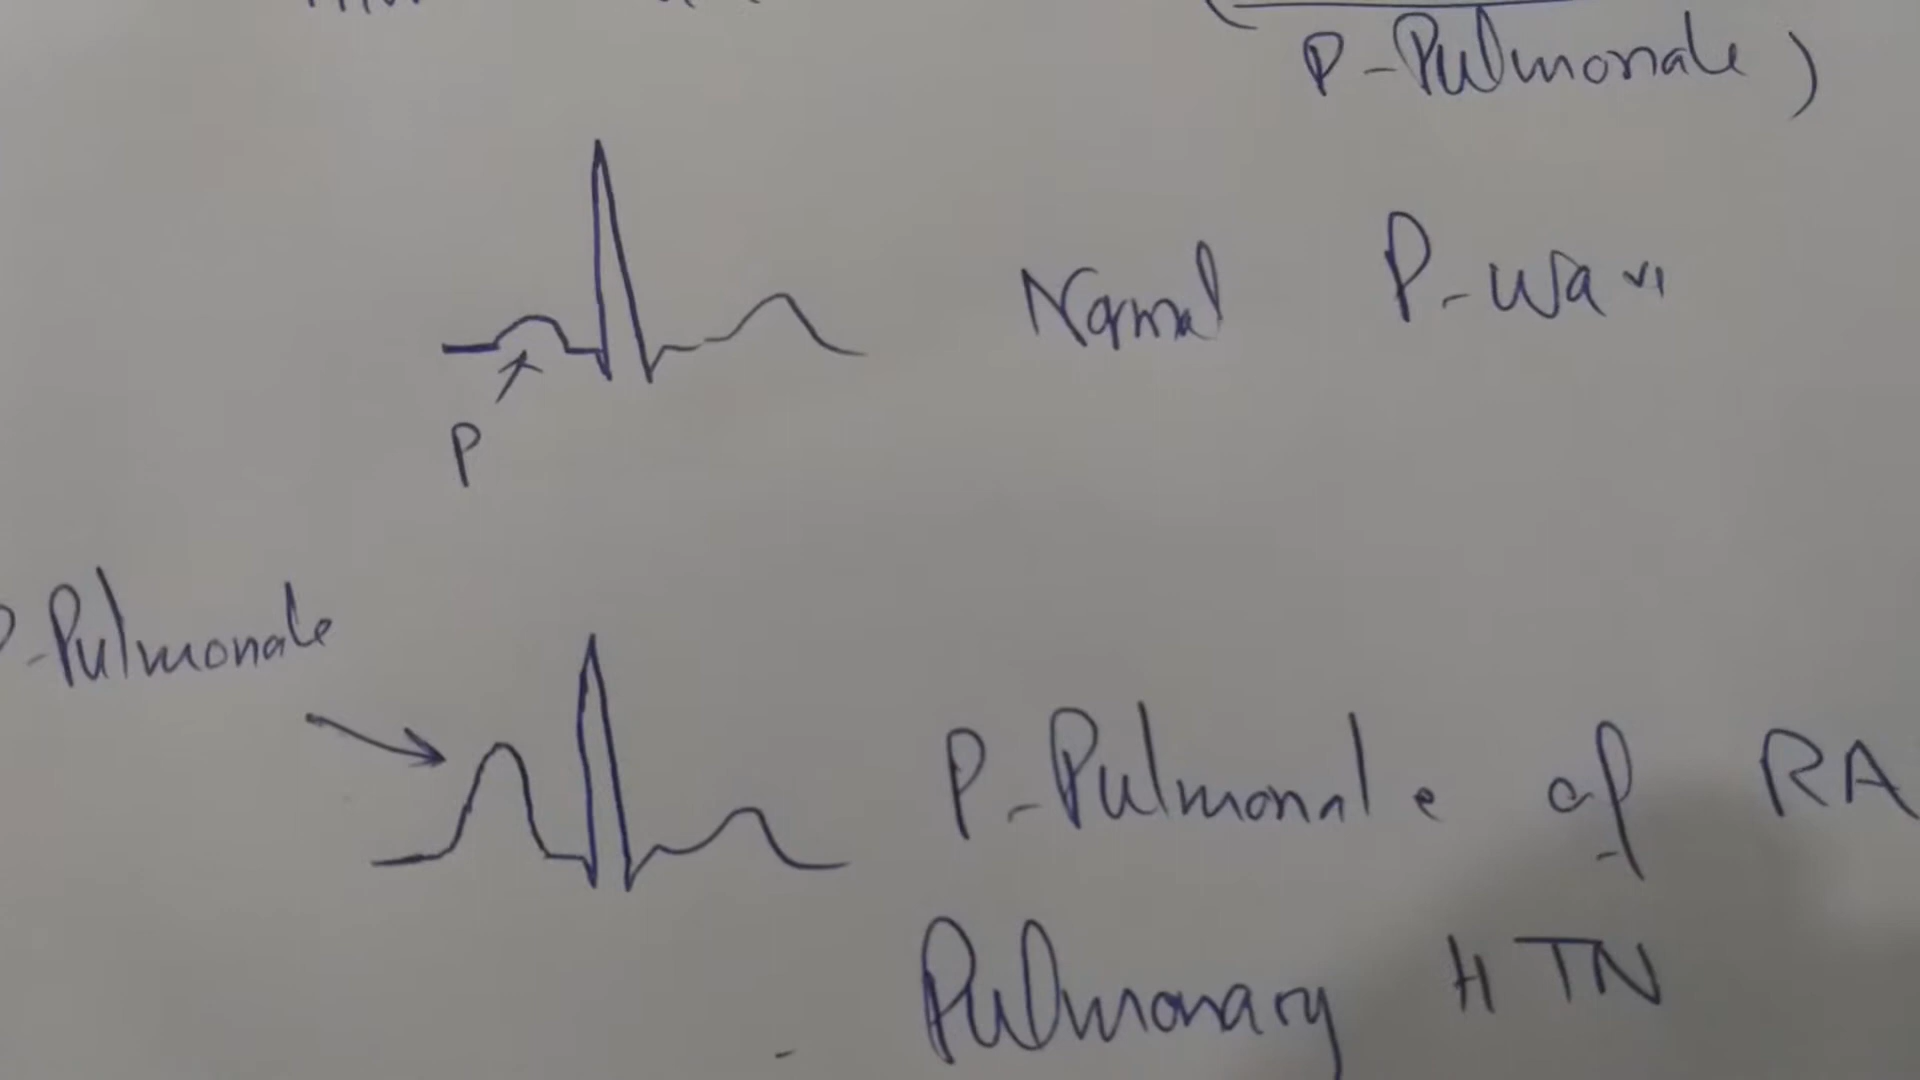 P-Pulmonale)
Normal P-wave
P
P-Pulmonale
P-Pulmonale of RA
Pulmonary HTN